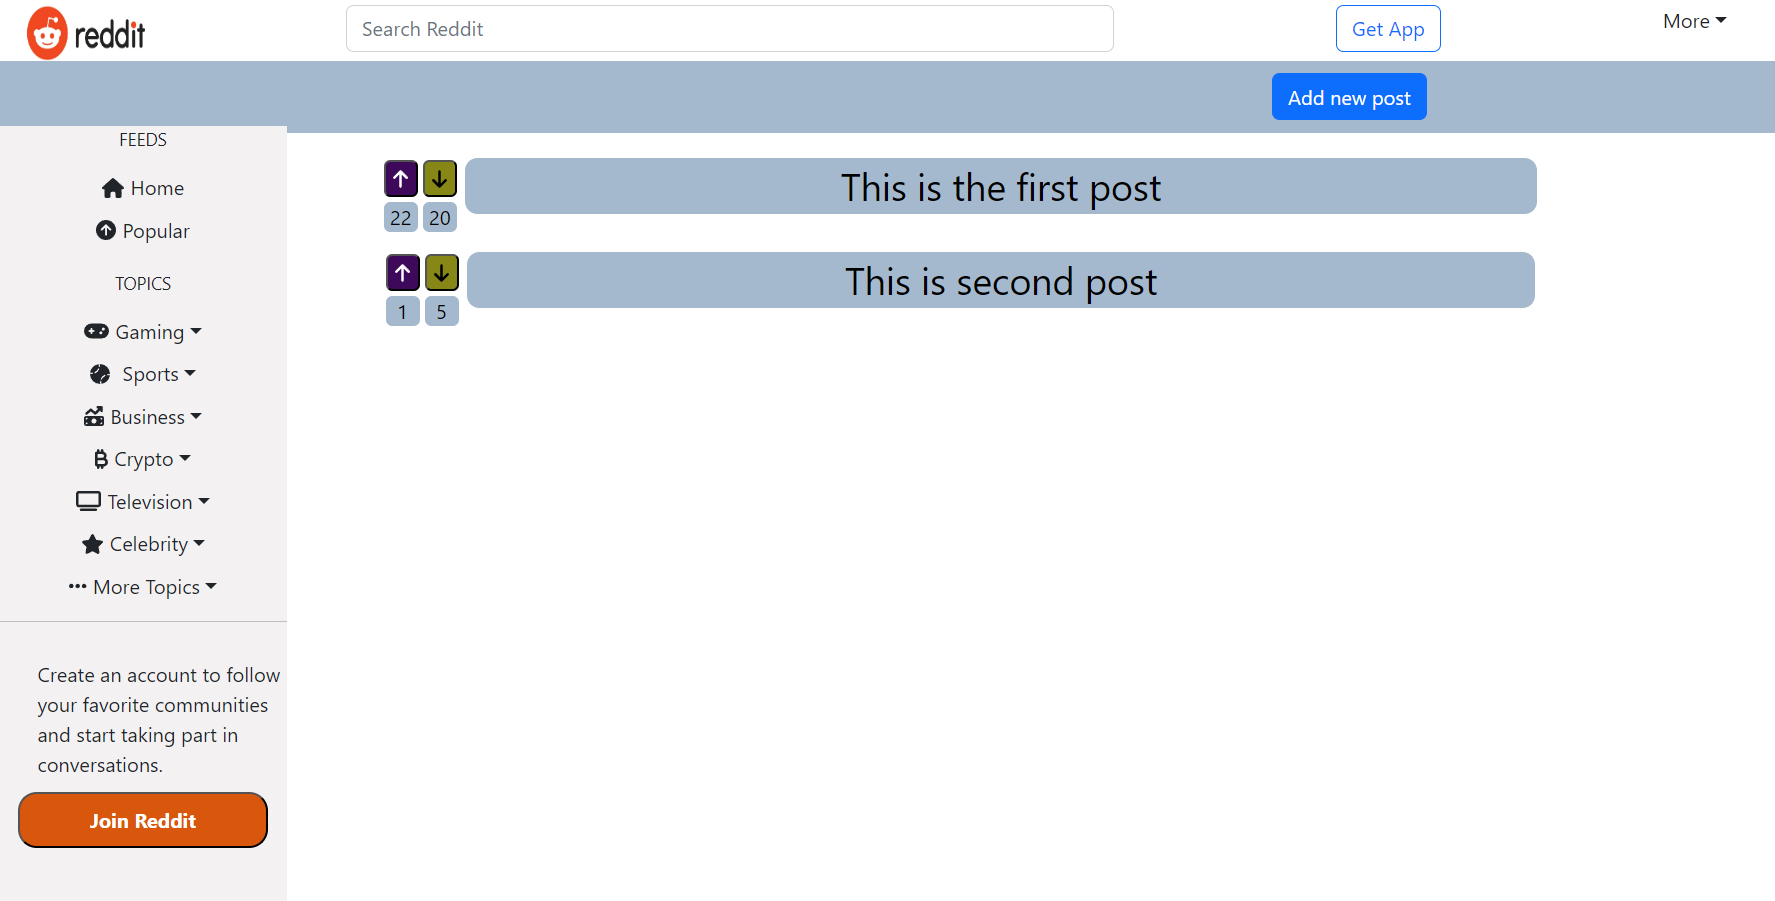 reddit
Search Reddit
Get App
More
Add new post
FEEDS
Home
Popular
TOPICS
Gaming
Sports
Business
Crypto
Television
Celebrity
More Topics
Create an account to follow
your favorite communities
and start taking part in
conversations.
Join Reddit
This is the first post
22 20
This is second post
1 5